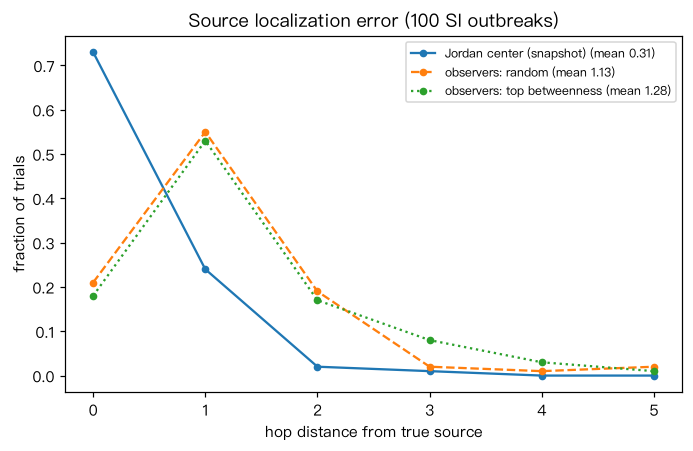 Source localization error (100 SI outbreaks)
Jordan center (snapshot) (mean 0.31)
observers: random (mean 1.13)
observers: top betweenness (mean 1.28)
fraction of trials
0.7
0.6
0.5
0.4
0.3
0.2
0.1
0.0
0 1 2 3 4 5
hop distance from true source